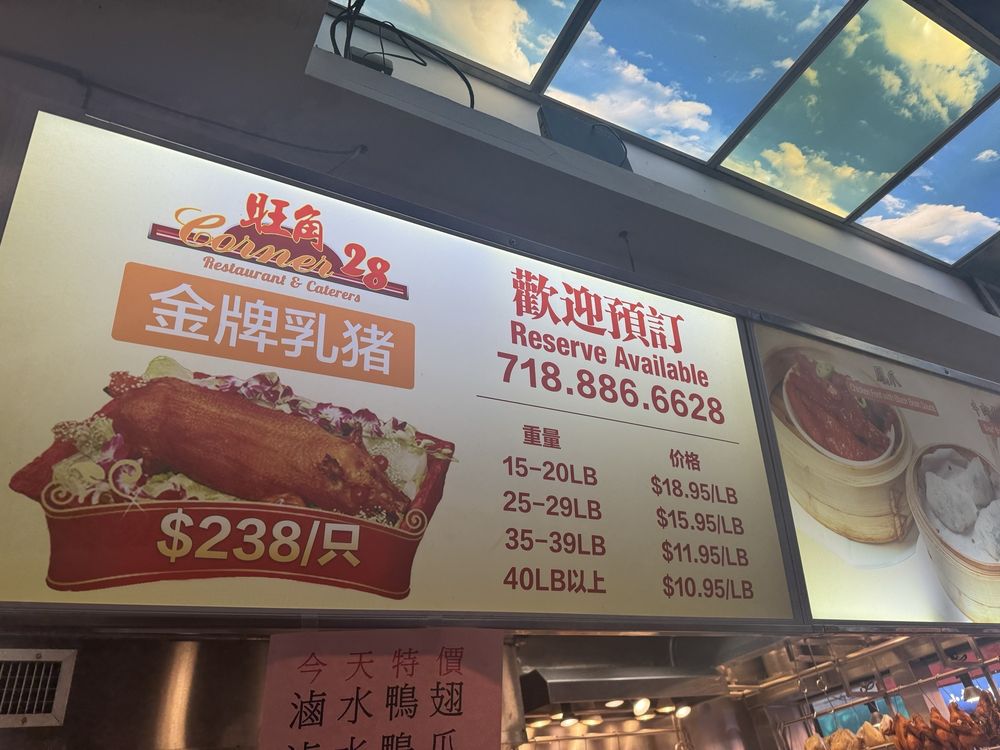 旺角
Corner 28
Restaurant & Caterers
金牌乳猪
$238/只
歡迎預訂
Reserve Available
718.886.6628
重量 价格
15-20LB $18.95/LB
25-29LB $15.95/LB
35-39LB $11.95/LB
40LB以上 $10.95/LB
鳳爪
今天特價
滷水鴨翅